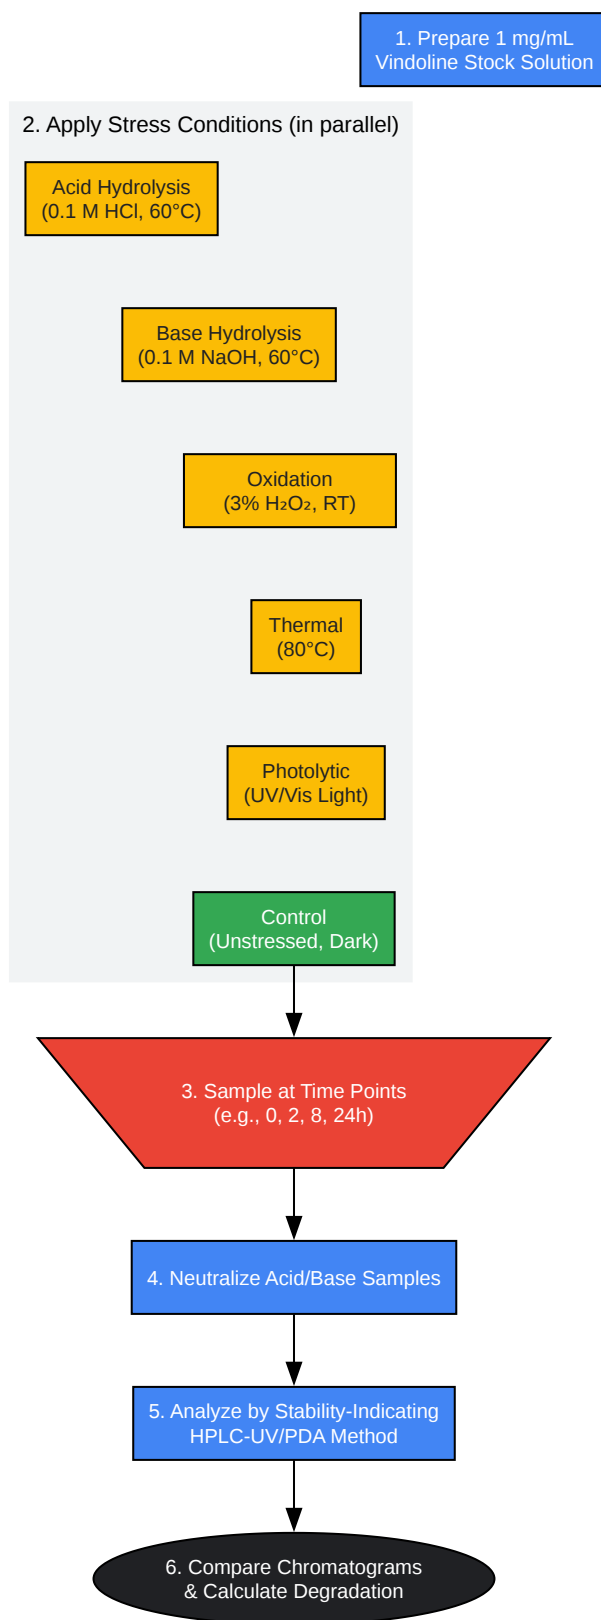 1. Prepare 1 mg/mL
Vindoline Stock Solution
2. Apply Stress Conditions (in parallel)
Acid Hydrolysis
(0.1 M HCl, 60°C)
Base Hydrolysis
(0.1 M NaOH, 60°C)
Oxidation
(3% H₂O₂, RT)
Thermal
(80°C)
Photolytic
(UV/Vis Light)
Control
(Unstressed, Dark)
3. Sample at Time Points
(e.g., 0, 2, 8, 24h)
4. Neutralize Acid/Base Samples
5. Analyze by Stability-Indicating
HPLC-UV/PDA Method
6. Compare Chromatograms
& Calculate Degradation